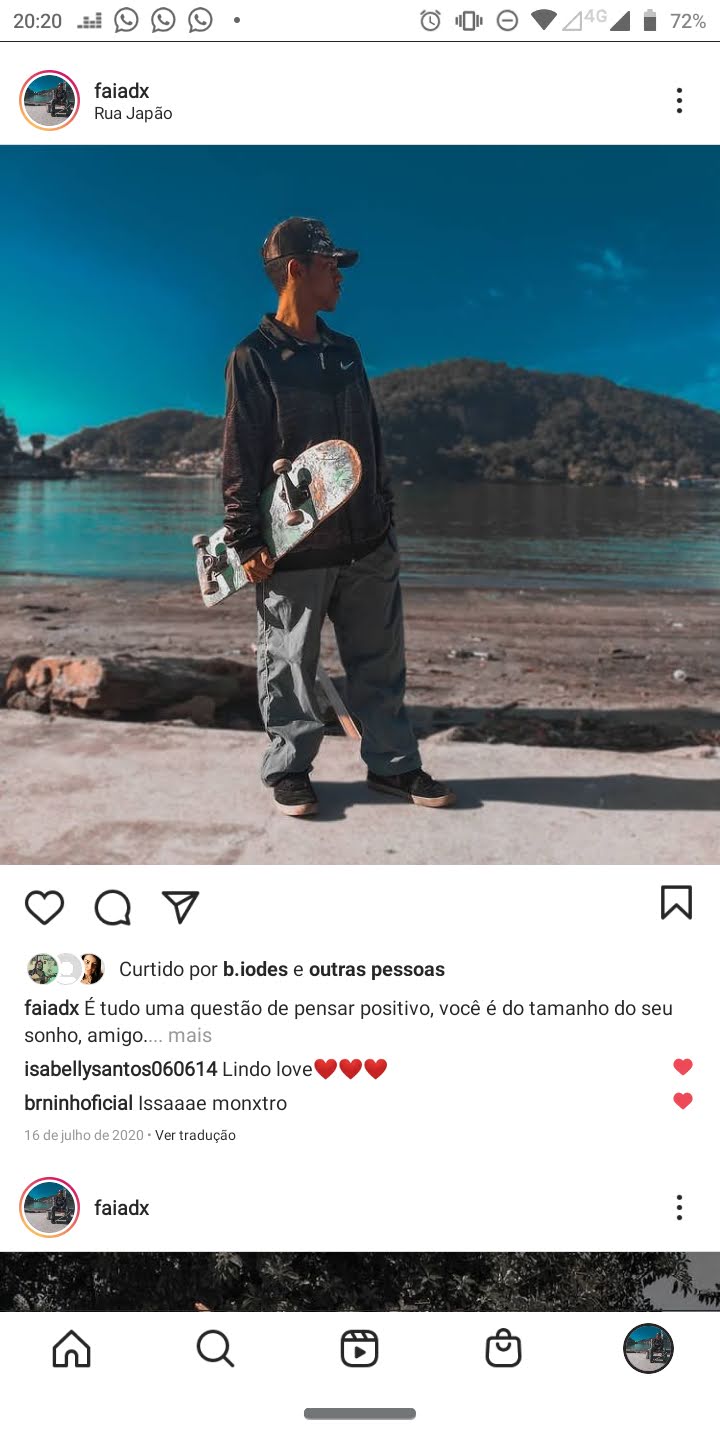 20:20
4G 72%
faiadx
Rua Japão
Curtido por b.iodes e outras pessoas
faiadx É tudo uma questão de pensar positivo, você é do tamanho do seu
sonho, amigo.... mais
isabellysantos060614 Lindo love❤️❤️❤️
brninhoficial Issaaae monxtro
16 de julho de 2020 • Ver tradução
faiadx